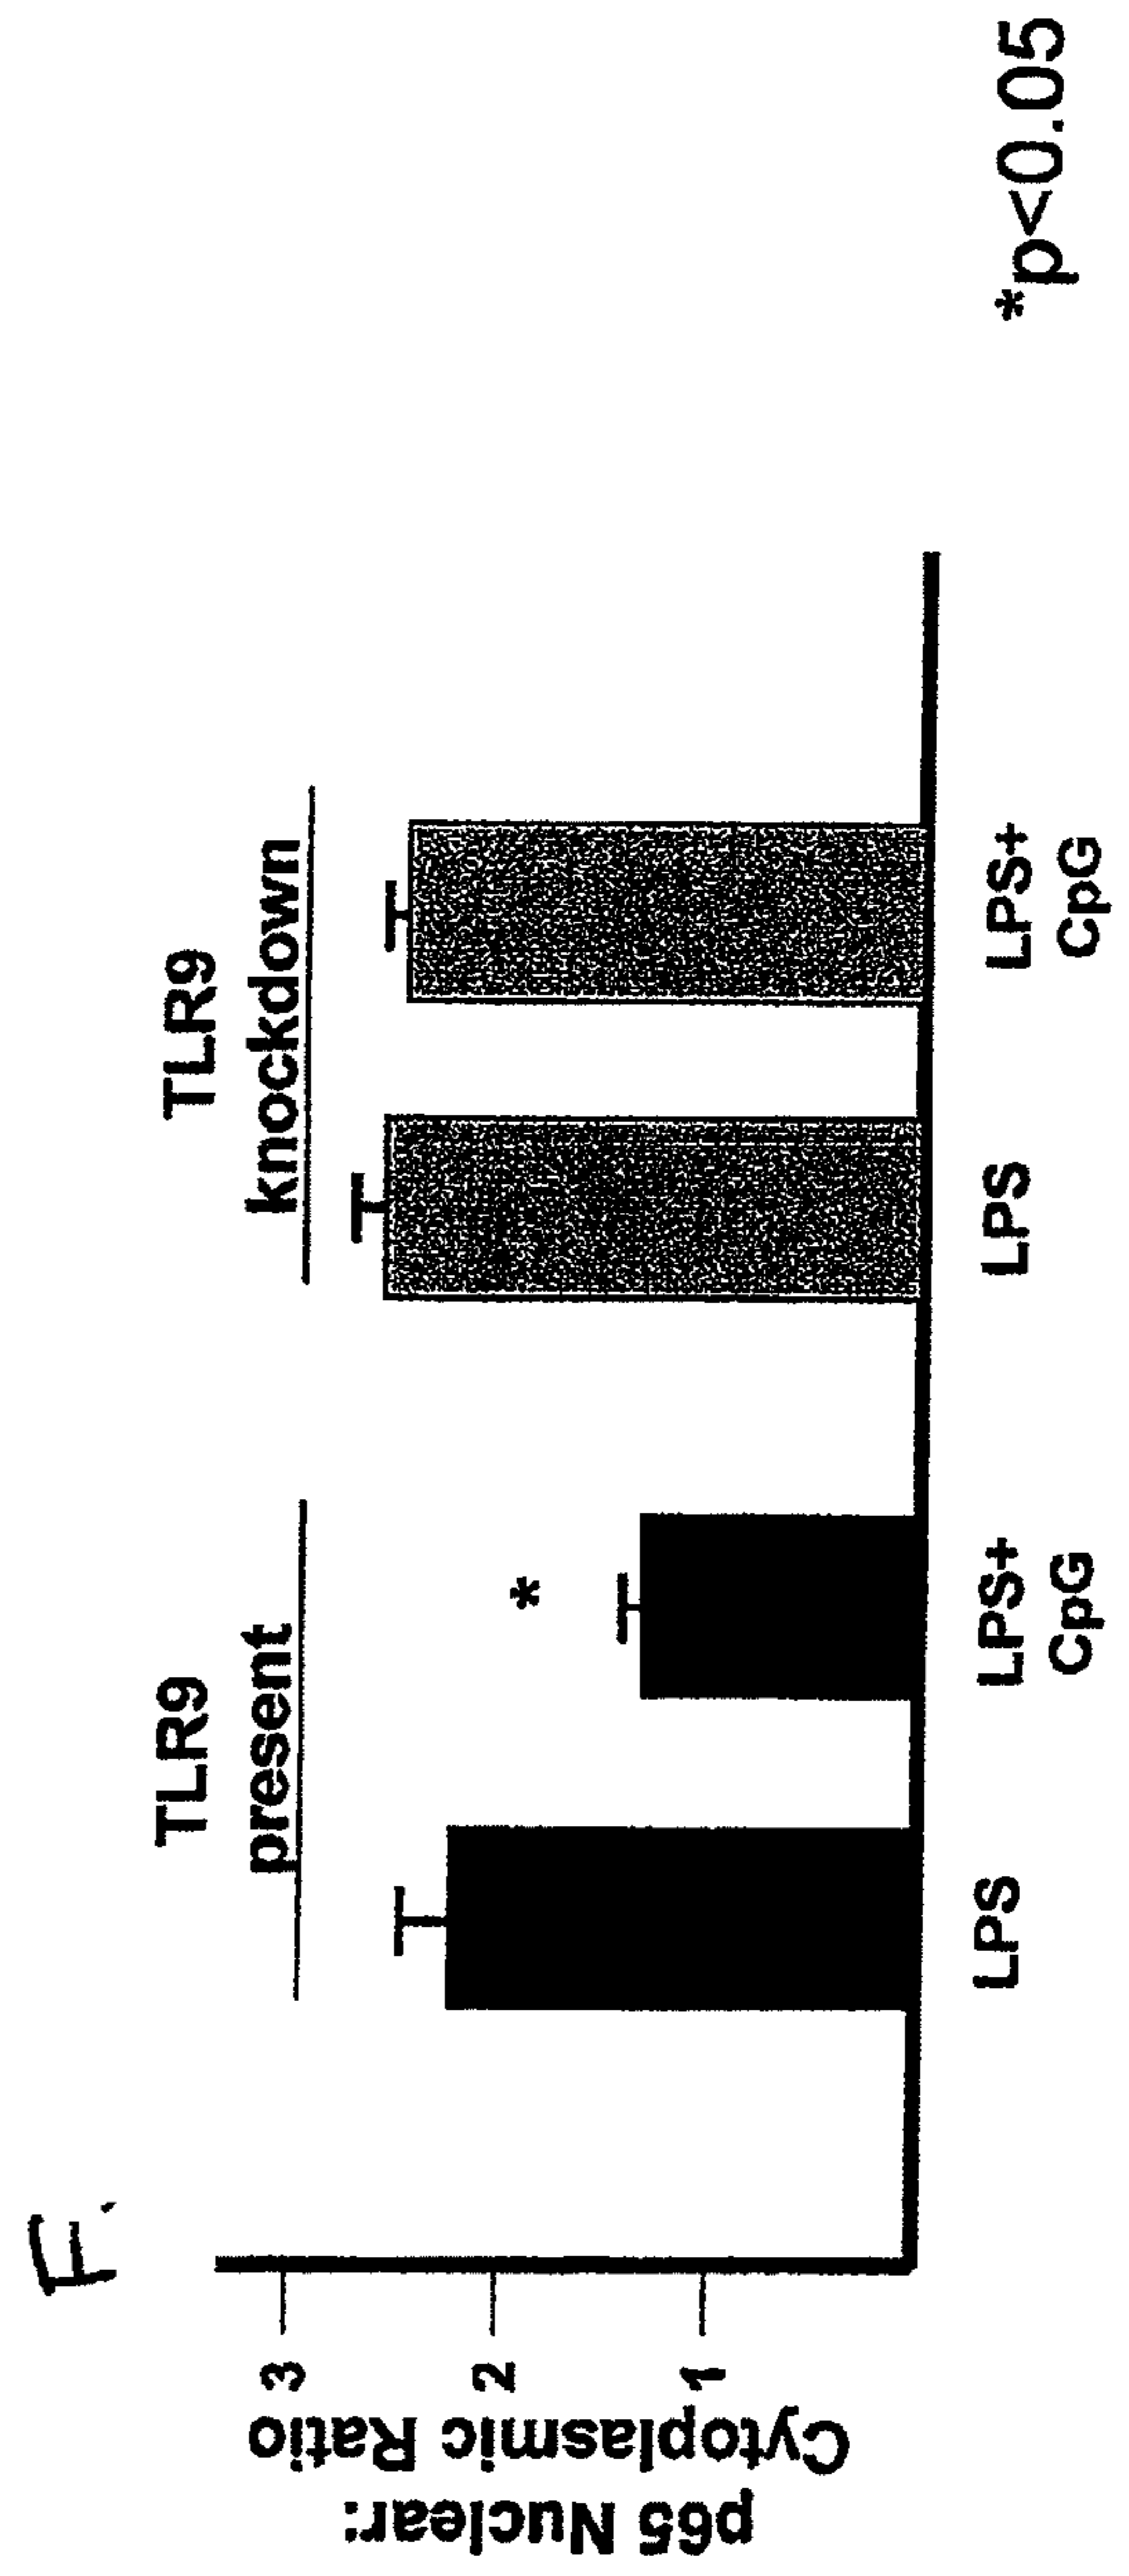 F.
TLR9
present
TLR9
knockdown
p65 Nuclear:
Cytoplasmic Ratio
3
2
1
*
LPS
LPS+
CpG
LPS
LPS+
CpG
*p<0.05